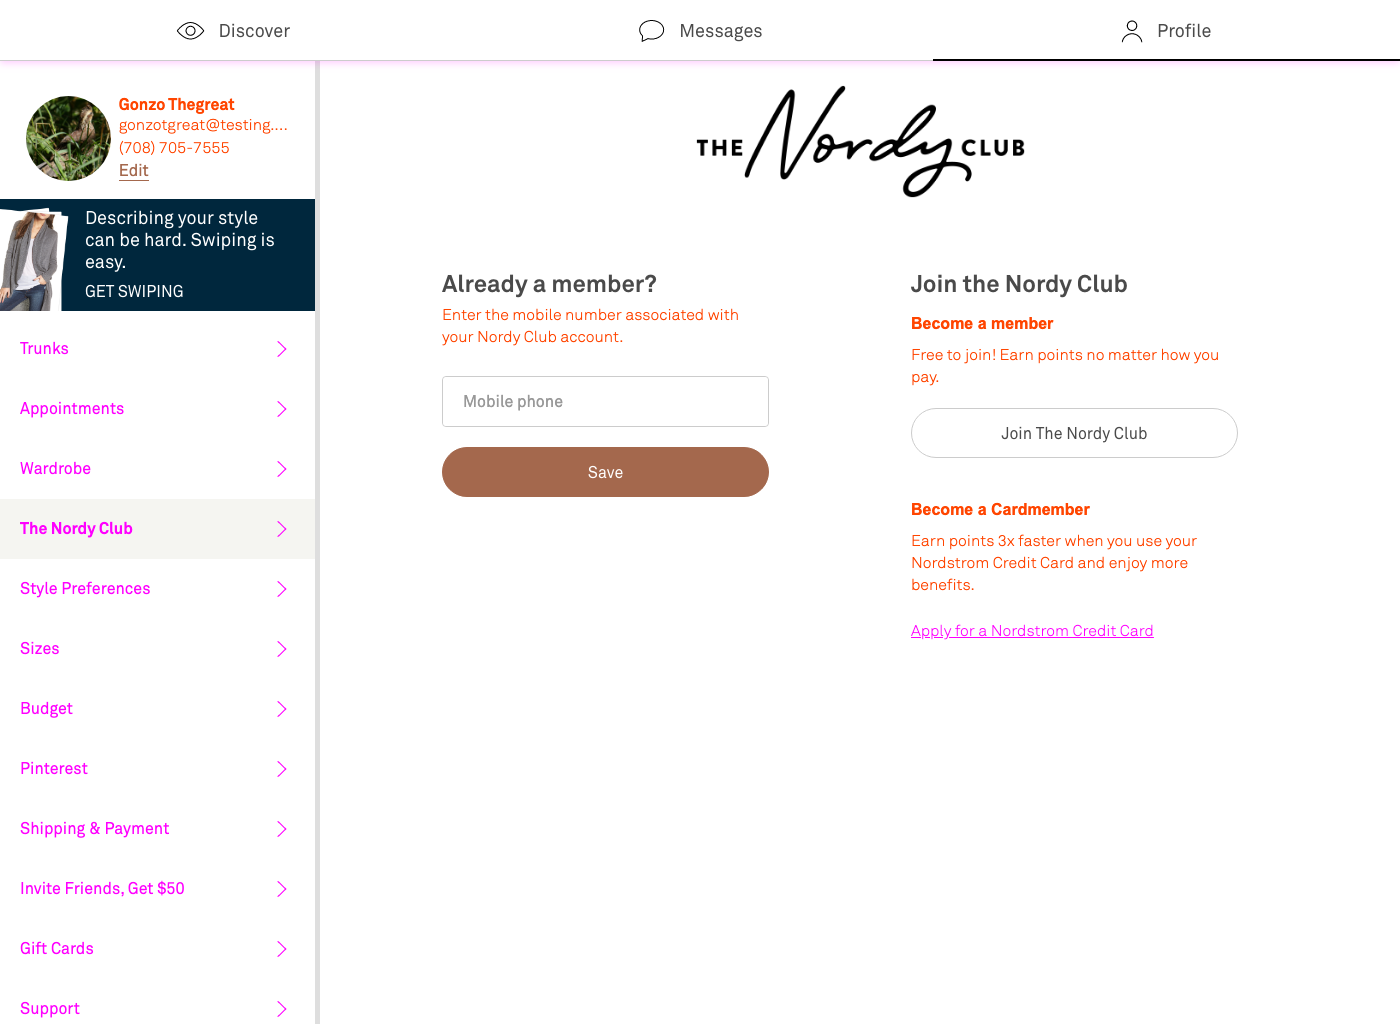 Discover
Messages
Profile
Gonzo Thegreat
gonzotgreat@testing....
(708) 705-7555
Edit
Describing your style
can be hard. Swiping is
easy.
GET SWIPING
Trunks
Appointments
Wardrobe
The Nordy Club
Style Preferences
Sizes
Budget
Pinterest
Shipping & Payment
Invite Friends, Get $50
Gift Cards
Support
THE Nordy CLUB
Already a member?
Enter the mobile number associated with
your Nordy Club account.
Mobile phone
Save
Join the Nordy Club
Become a member
Free to join! Earn points no matter how you
pay.
Join The Nordy Club
Become a Cardmember
Earn points 3x faster when you use your
Nordstrom Credit Card and enjoy more
benefits.
Apply for a Nordstrom Credit Card